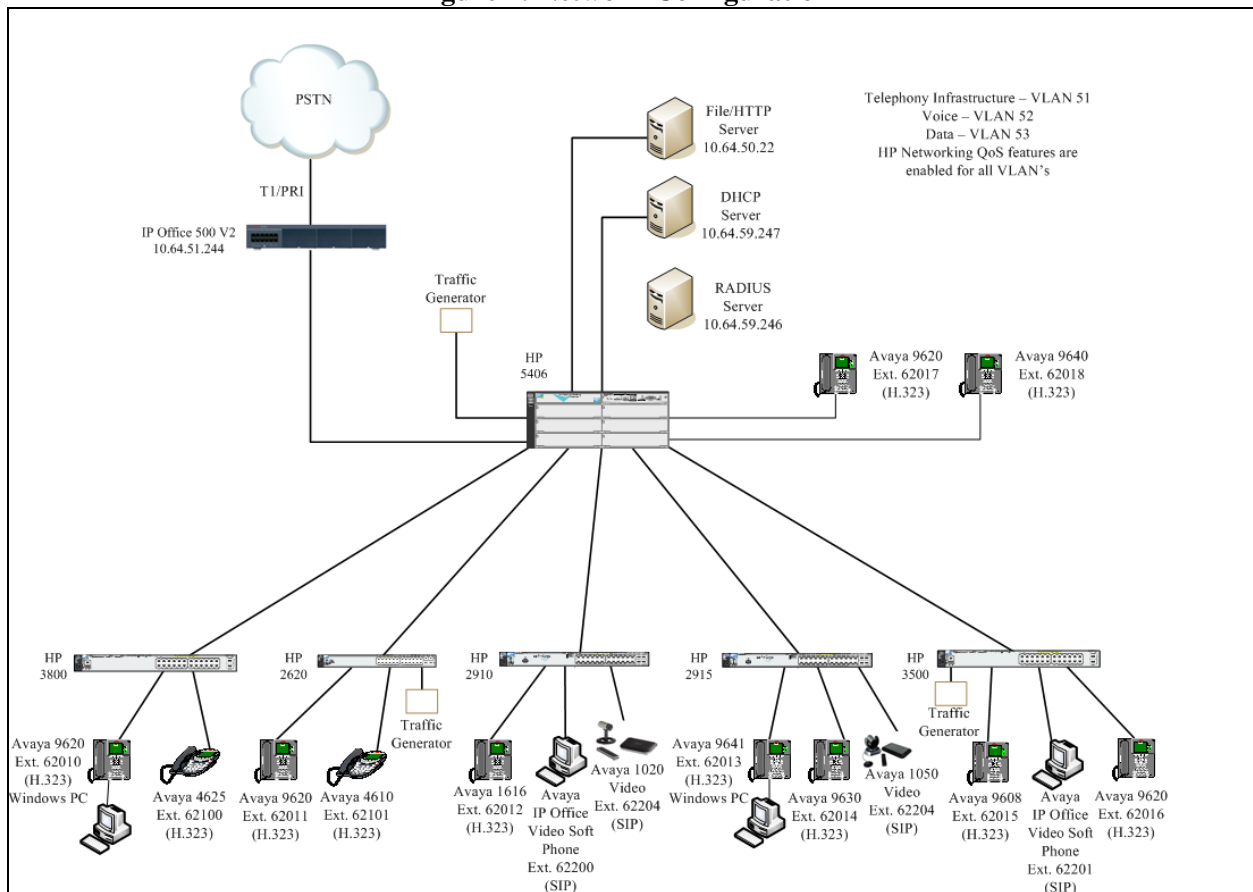 PSTN
T1/PRI
IP Office 500 V2
10.64.51.244
Traffic
Generator
File/HTTP
Server
10.64.50.22
DHCP
Server
10.64.59.247
RADIUS
Server
10.64.59.246
Telephony Infrastructure – VLAN 51
Voice – VLAN 52
Data – VLAN 53
HP Networking QoS features are
enabled for all VLAN's
HP
5406
Avaya 9620
Ext. 62017
(H.323)
Avaya 9640
Ext. 62018
(H.323)
HP
3800
HP
2620
HP
2910
HP
2915
HP
3500
Avaya 9620
Ext. 62010
(H.323)
Windows PC
Avaya 4625
Ext. 62100
(H.323)
Avaya 9620
Ext. 62011
(H.323)
Traffic
Generator
Avaya 4610
Ext. 62101
(H.323)
Avaya 1616
Ext. 62012
(H.323)
Avaya
IP Office
Video Soft
Phone
Ext. 62200
(SIP)
Avaya 1020
Video
Ext. 62204
(SIP)
Avaya 9641
Ext. 62013
(H.323)
Windows PC
Avaya 9630
Ext. 62014
(H.323)
Avaya 1050
Video
Ext. 62204
(SIP)
Traffic
Generator
Avaya 9608
Ext. 62015
(H.323)
Avaya
IP Office
Video Soft
Phone
Ext. 62201
(SIP)
Avaya 9620
Ext. 62016
(H.323)